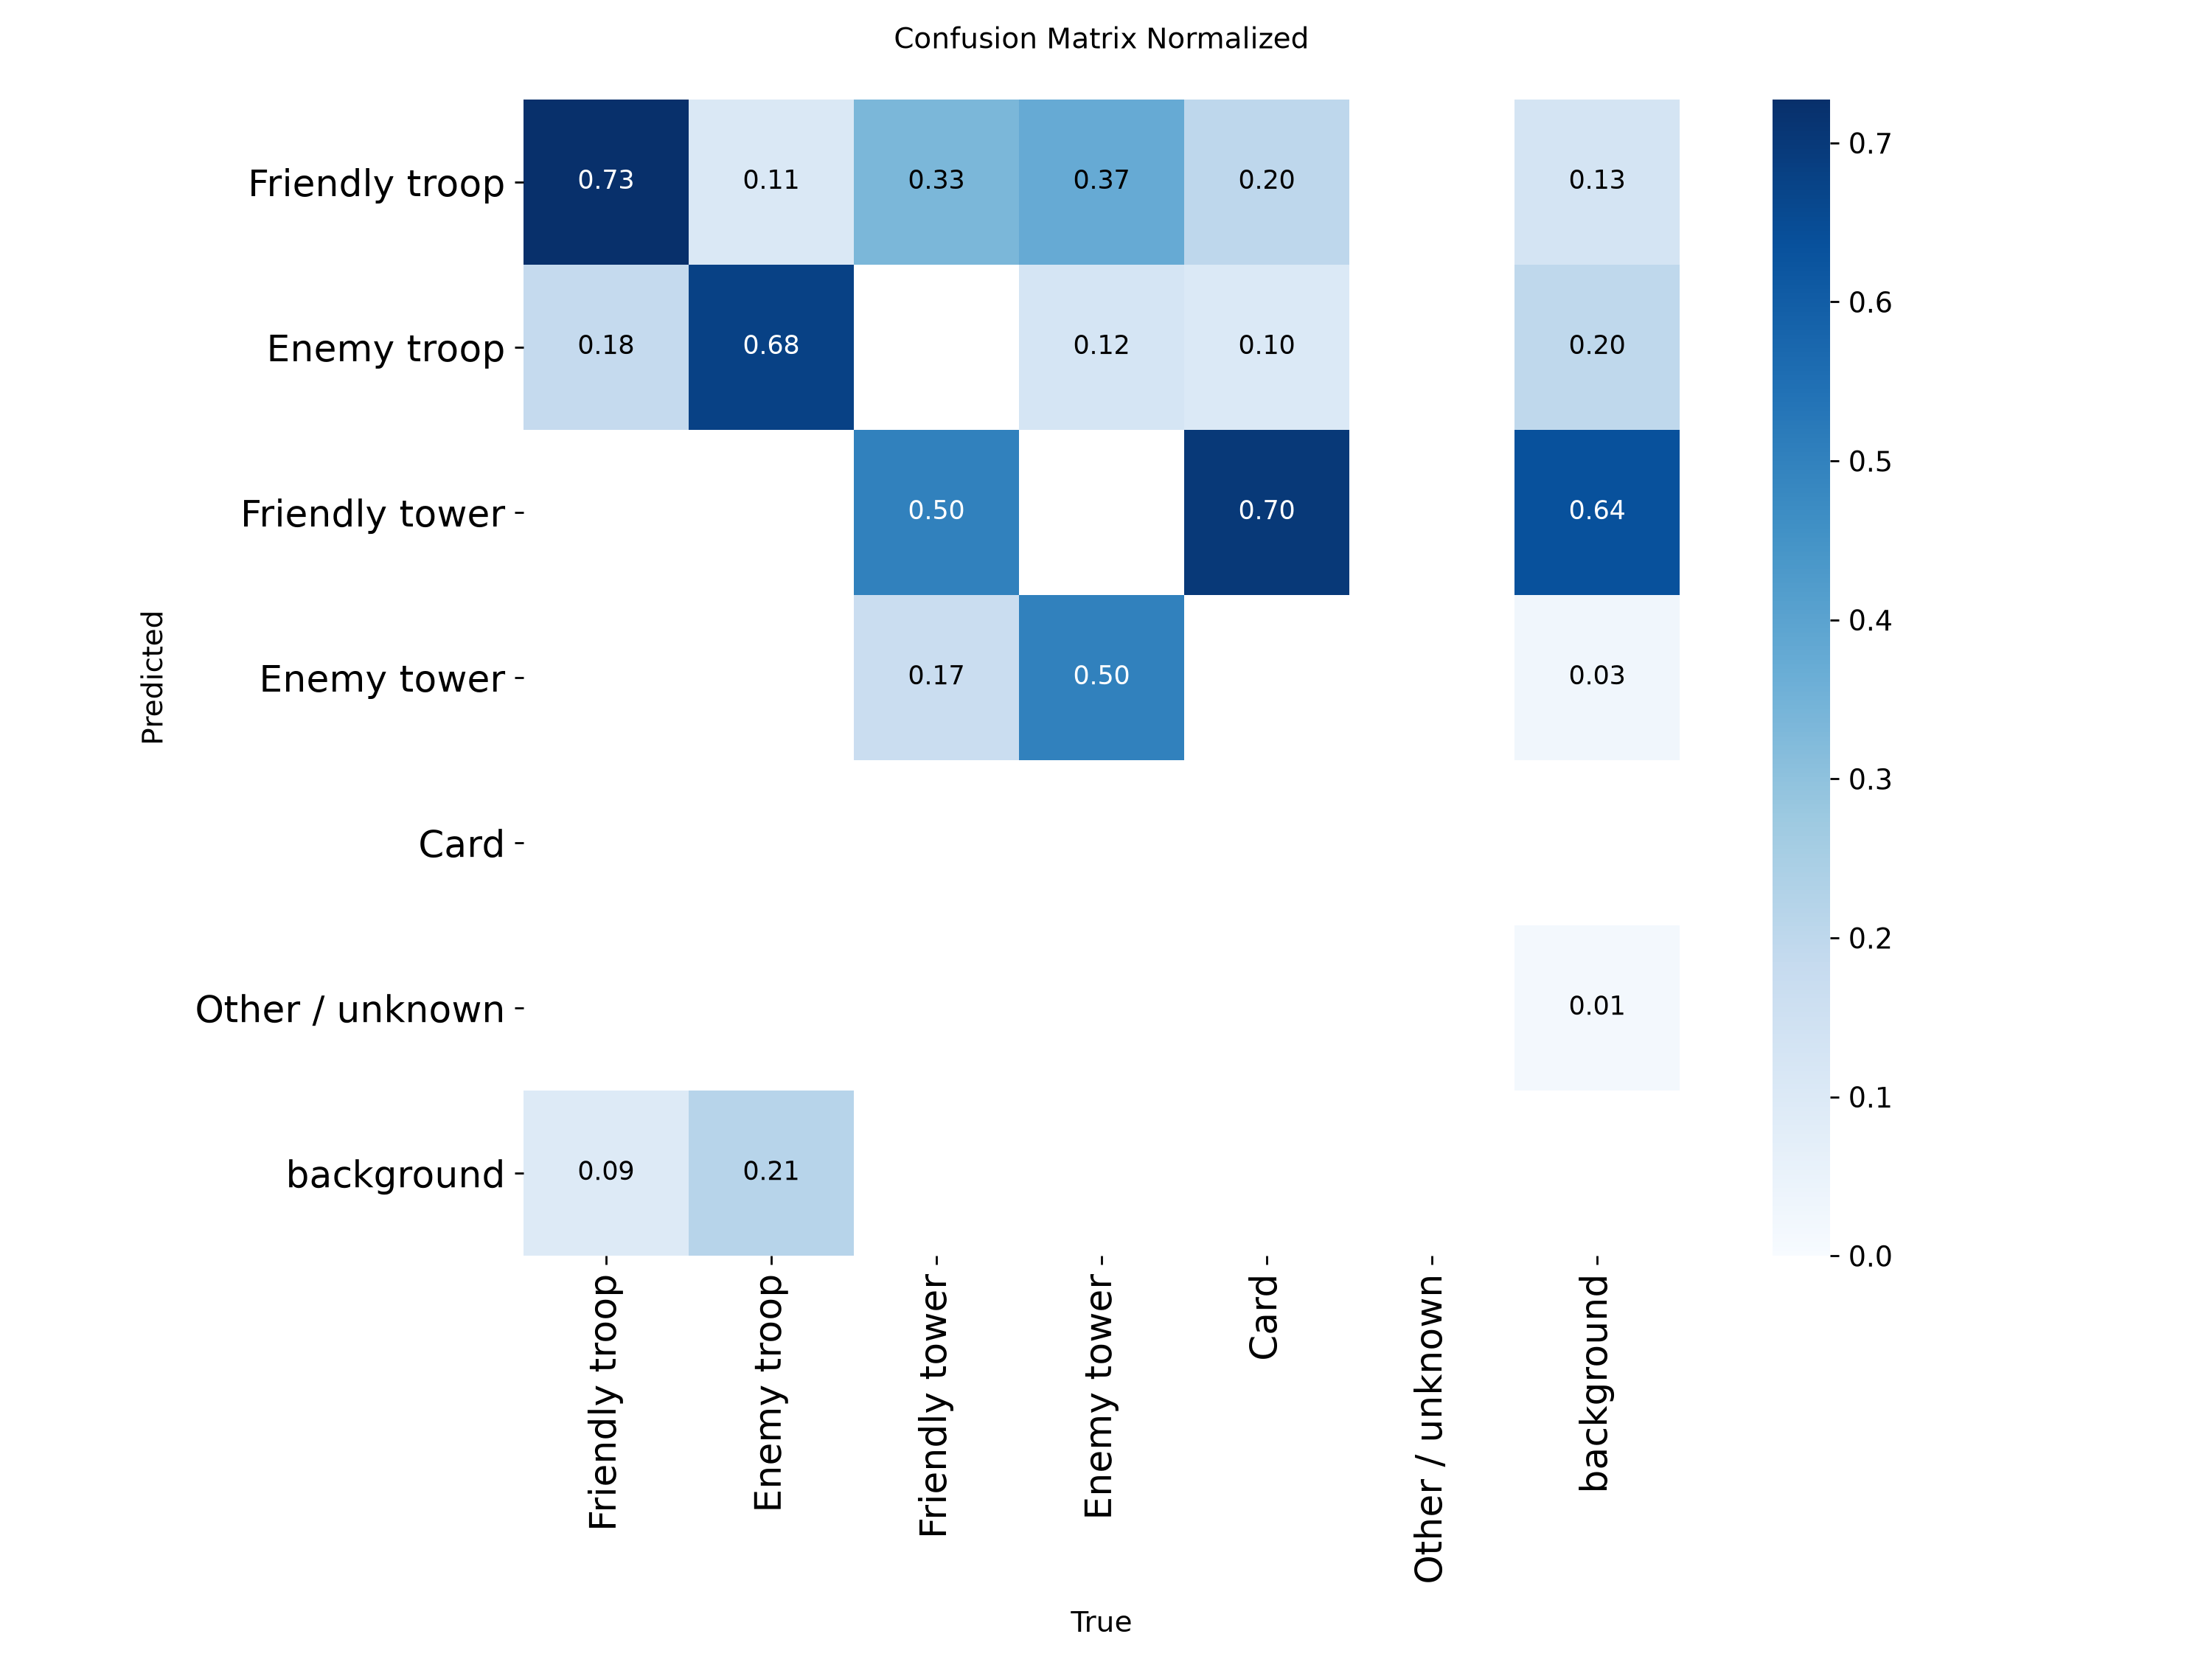 Confusion Matrix Normalized
Friendly troop
0.73 0.11 0.33 0.37 0.20 0.13
Enemy troop
0.18 0.68 0.12 0.10 0.20
Friendly tower
0.50 0.70 0.64
Enemy tower
0.17 0.50 0.03
Card
Other / unknown
0.01
background
0.09 0.21
Predicted
Friendly troop
Enemy troop
Friendly tower
Enemy tower
Card
Other / unknown
background
True
0.7
0.6
0.5
0.4
0.3
0.2
0.1
0.0